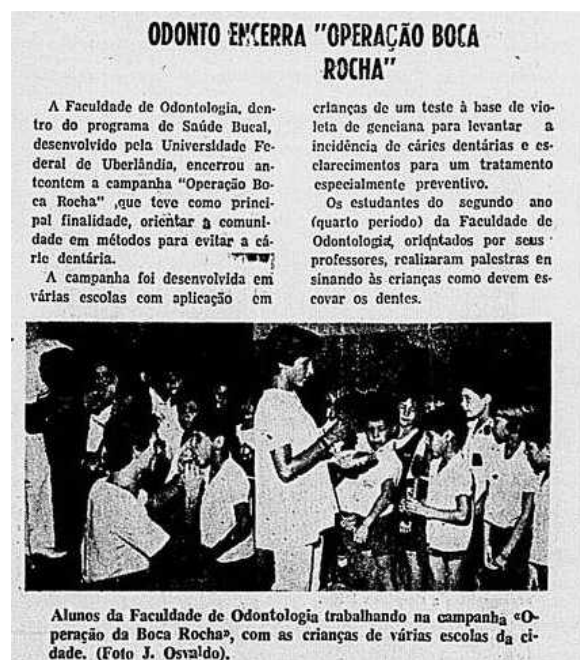 ODONTO ENCERRA "OPERAÇÃO BOCA
ROCHA"
A Faculdade de Odontologia, den-
tro do programa de Saúde Bucal,
desenvolvido pela Universidade Fe-
deral de Uberlândia, encerrou an-
teontem a campanha "Operação Bo-
ca Rocha" ,que teve como princi-
pal finalidade, orientar a comuni-
dade em métodos para evitar a cá-
rie dentária.
A campanha foi desenvolvida em
várias escolas com aplicação em
crianças de um teste à base de vio-
leta de genciana para levantar a
incidência de cáries dentárias e es-
clarecimentos para um tratamento
especialmente preventivo.
Os estudantes do segundo ano
(quarto período) da Faculdade de
Odontologia, orientados por seus
professores, realizaram palestras en
sinando às crianças como devem es-
covar os dentes.
Alunos da Faculdade de Odontologia trabalhando na campanha «O-
peração da Boca Rocha», com as crianças de várias escolas da ci-
dade. (Foto J. Osvaldo).